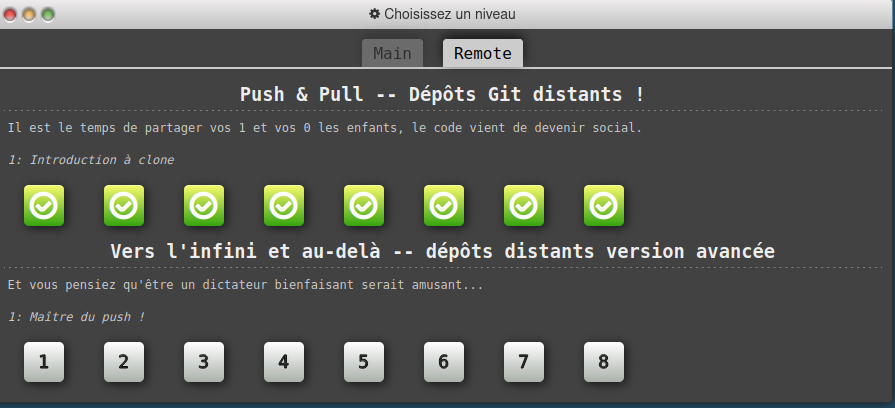 Choisissez un niveau
Main Remote
Push & Pull -- Dépôts Git distants !
Il est le temps de partager vos 1 et vos 0 les enfants, le code vient de devenir social.
1: Introduction à clone
Vers l'infini et au-delà -- dépôts distants version avancée
Et vous pensiez qu'être un dictateur bienfaisant serait amusant...
1: Maître du push !
1 2 3 4 5 6 7 8